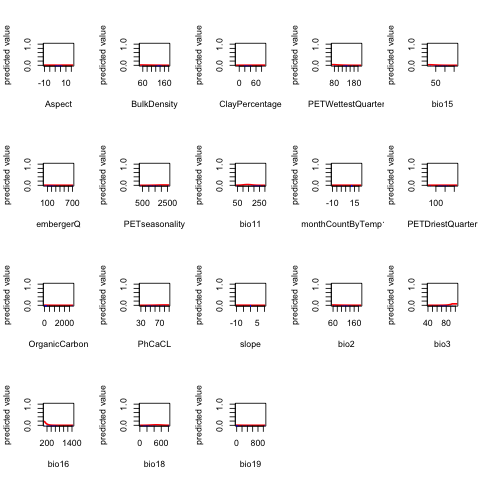 predicted value 0.0 1.0 -10 10 Aspect
predicted value 0.0 1.0 60 160 BulkDensity
predicted value 0.0 1.0 0 60 ClayPercentage
predicted value 0.0 1.0 80 180 PETWettestQuarter
predicted value 0.0 1.0 50 bio15
predicted value 0.0 1.0 100 700 embergerQ
predicted value 0.0 1.0 500 2500 PETseasonality
predicted value 0.0 1.0 50 250 bio11
predicted value 0.0 1.0 -10 15 monthCountByTemp
predicted value 0.0 1.0 100 PETDriestQuarter
predicted value 0.0 1.0 0 2000 OrganicCarbon
predicted value 0.0 1.0 30 70 PhCaCL
predicted value 0.0 1.0 -10 5 slope
predicted value 0.0 1.0 60 160 bio2
predicted value 0.0 1.0 40 80 bio3
predicted value 0.0 1.0 200 1400 bio16
predicted value 0.0 1.0 0 600 bio18
predicted value 0.0 1.0 0 800 bio19